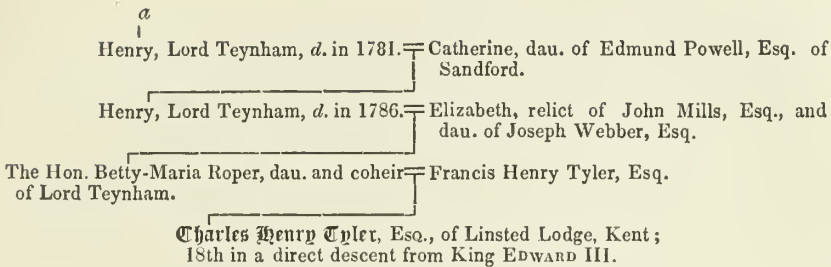 a
Henry, Lord Teynham, d. in 1781. = Catherine, dau. of Edmund Powell, Esq. of
Sandford.
Henry, Lord Teynham, d. in 1786. = Elizabeth, relict of John Mills, Esq., and
dau. of Joseph Webber, Esq.
The Hon. Betty-Maria Roper, dau. and coheir = Francis Henry Tyler, Esq.
of Lord Teynham.
Charles Henry Tyler, Esq., of Linsted Lodge, Kent;
18th in a direct descent from King EDWARD III.